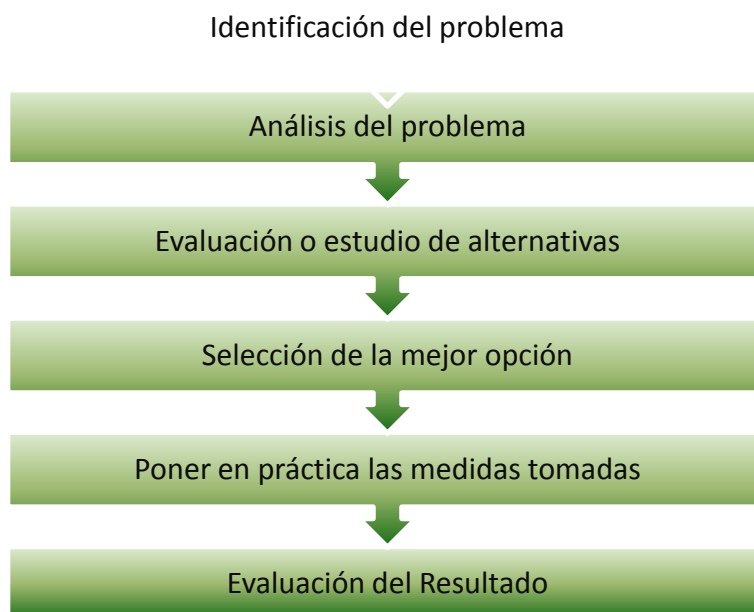 Identificación del problema
Análisis del problema
Evaluación o estudio de alternativas
Selección de la mejor opción
Poner en práctica las medidas tomadas
Evaluación del Resultado